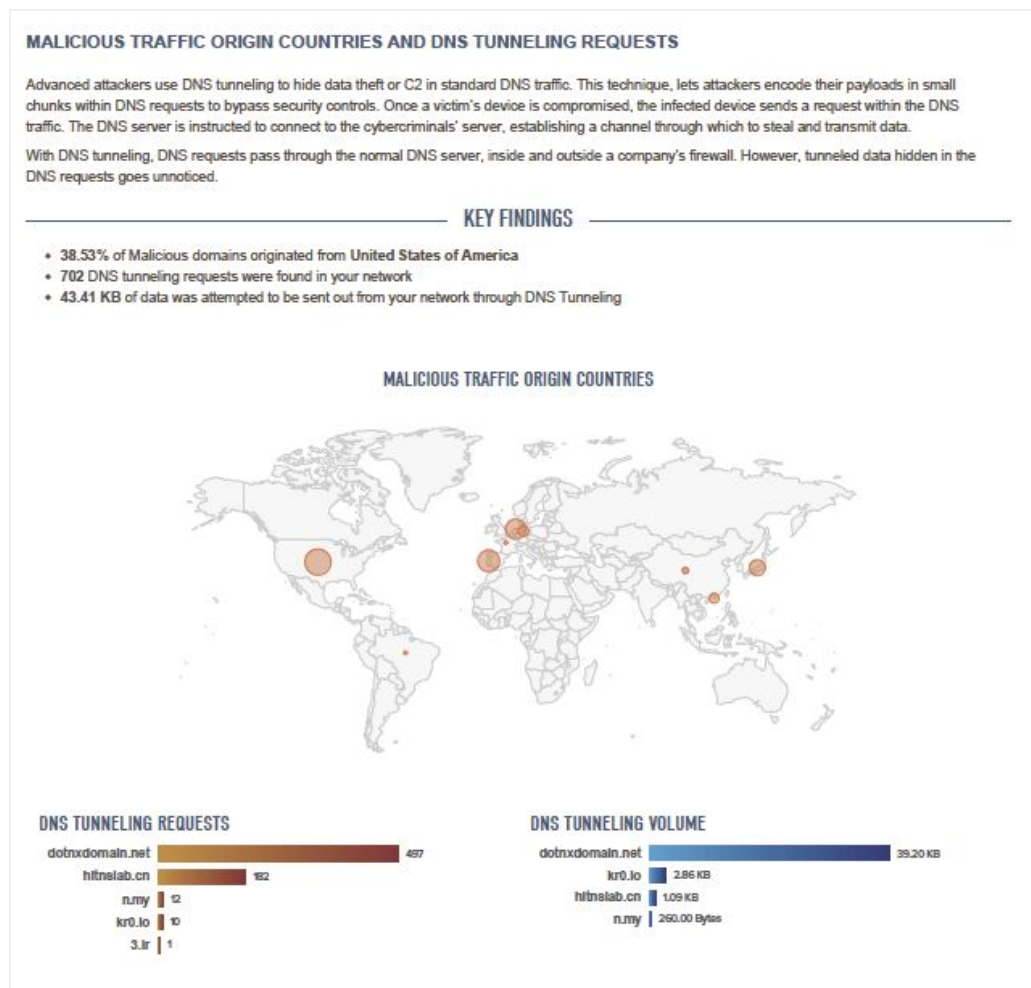 MALICIOUS TRAFFIC ORIGIN COUNTRIES AND DNS TUNNELING REQUESTS
Advanced attackers use DNS tunneling to hide data theft or C2 in standard DNS traffic. This technique, lets attackers encode their payloads in small
chunks within DNS requests to bypass security controls. Once a victim's device is compromised, the infected device sends a request within the DNS
traffic. The DNS server is instructed to connect to the cybercriminals' server, establishing a channel through which to steal and transmit data.
With DNS tunneling, DNS requests pass through the normal DNS server, inside and outside a company's firewall. However, tunneled data hidden in the
DNS requests goes unnoticed.
KEY FINDINGS
• 38.53% of Malicious domains originated from United States of America
• 702 DNS tunneling requests were found in your network
• 43.41 KB of data was attempted to be sent out from your network through DNS Tunneling
MALICIOUS TRAFFIC ORIGIN COUNTRIES
DNS TUNNELING REQUESTS
dotnxdomain.net 497
hitnslab.cn 182
n.my 12
kr0.io 10
3.ir 1
DNS TUNNELING VOLUME
dotnxdomain.net 39.20 KB
kr0.io 2.86 KB
hitnslab.cn 1.09 KB
n.my 260.00 Bytes